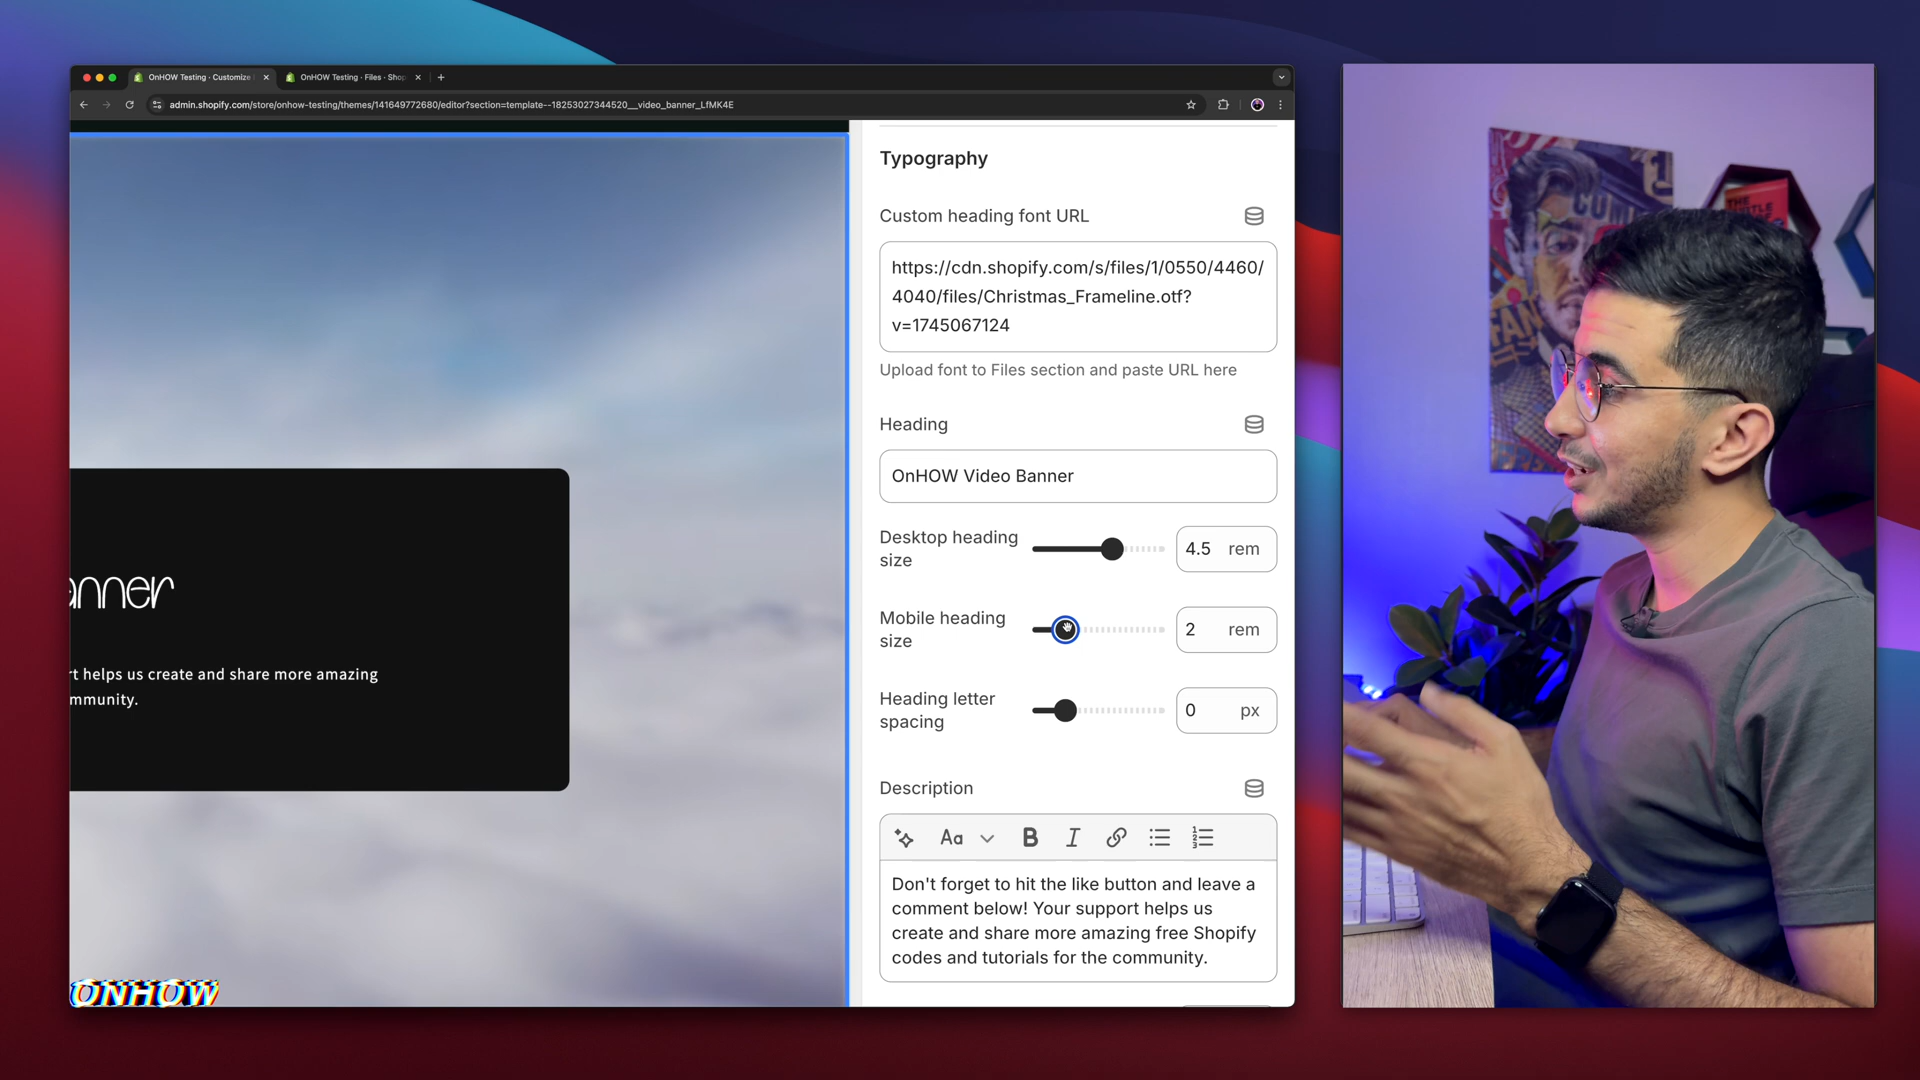 OnHOW Testing · Customize
OnHOW Testing · Files · Shop
admin.shopify.com/store/onhow-testing/themes/141649772680/editor?section=template--18253027344520__video_banner_LfMK4E
Typography
Custom heading font URL
https://cdn.shopify.com/s/files/1/0550/4460/
4040/files/Christmas_Frameline.otf?
v=1745067124
Upload font to Files section and paste URL here
Heading
OnHOW Video Banner
Desktop heading
size
4.5 rem
Mobile heading
size
2 rem
Heading letter
spacing
0 px
Description
Aa
B
I
Don't forget to hit the like button and leave a
comment below! Your support helps us
create and share more amazing free Shopify
codes and tutorials for the community.
anner
rt helps us create and share more amazing
mmunity.
ONHOW
THE
COM
FAN